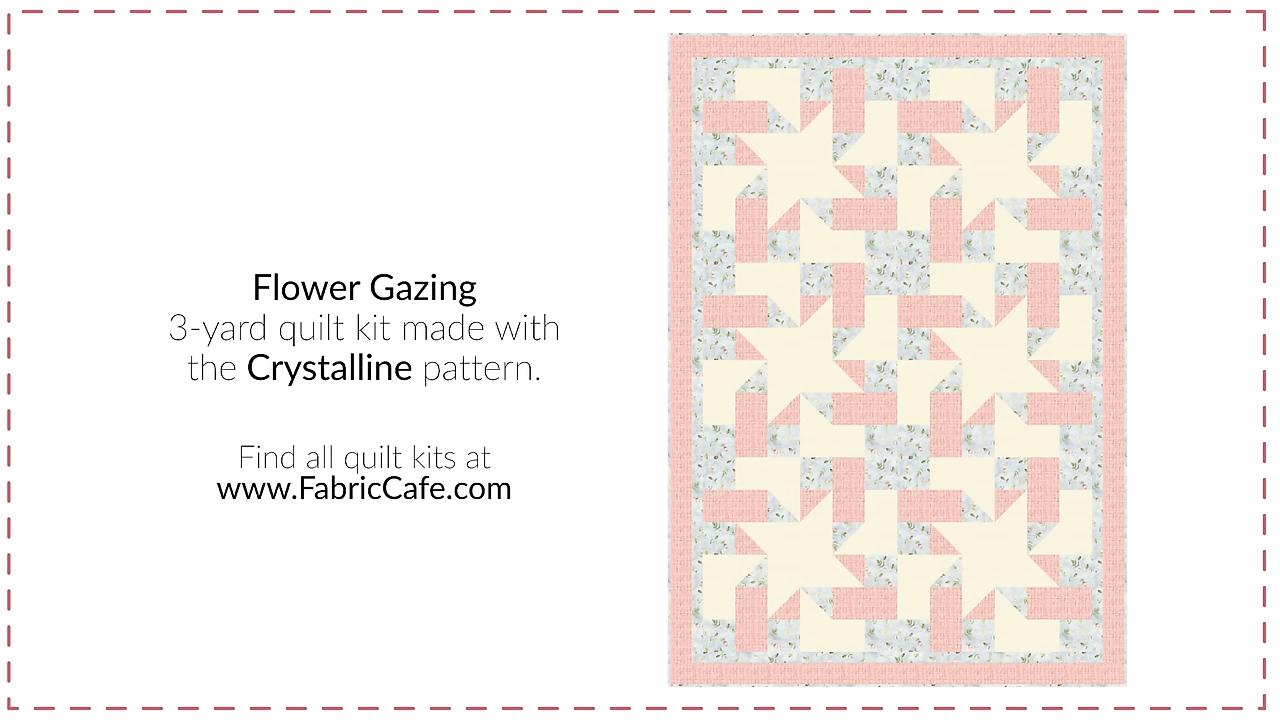 Flower Gazing
3-yard quilt kit made with
the Crystalline pattern.
Find all quilt kits at
www.FabricCafe.com